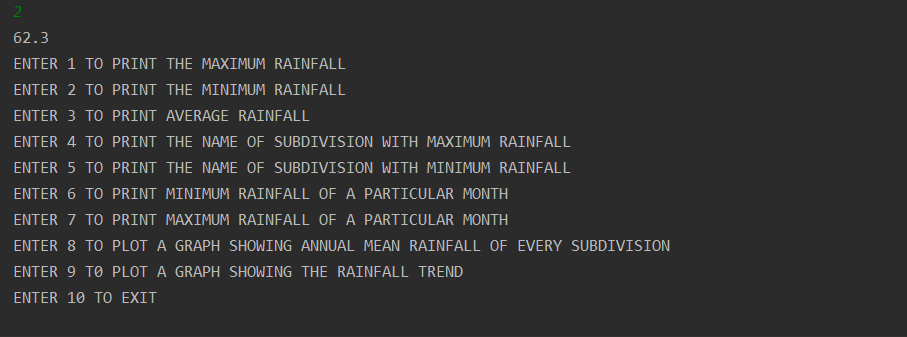 2
62.3
ENTER 1 TO PRINT THE MAXIMUM RAINFALL
ENTER 2 TO PRINT THE MINIMUM RAINFALL
ENTER 3 TO PRINT AVERAGE RAINFALL
ENTER 4 TO PRINT THE NAME OF SUBDIVISION WITH MAXIMUM RAINFALL
ENTER 5 TO PRINT THE NAME OF SUBDIVISION WITH MINIMUM RAINFALL
ENTER 6 TO PRINT MINIMUM RAINFALL OF A PARTICULAR MONTH
ENTER 7 TO PRINT MAXIMUM RAINFALL OF A PARTICULAR MONTH
ENTER 8 TO PLOT A GRAPH SHOWING ANNUAL MEAN RAINFALL OF EVERY SUBDIVISION
ENTER 9 T0 PLOT A GRAPH SHOWING THE RAINFALL TREND
ENTER 10 TO EXIT